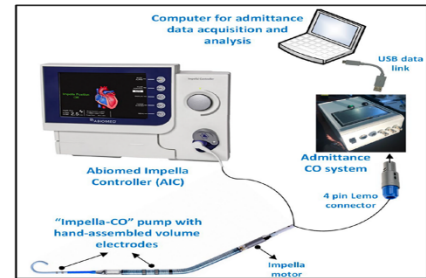 Computer for admittance
data acquisition and
analysis
USB data
link
ABIOMED
Abiomed Impella
Controller (AIC)
Admittance
CO system
4 pin Lemo
connector
"Impella-CO" pump with
hand-assembled volume
electrodes
Impella
motor